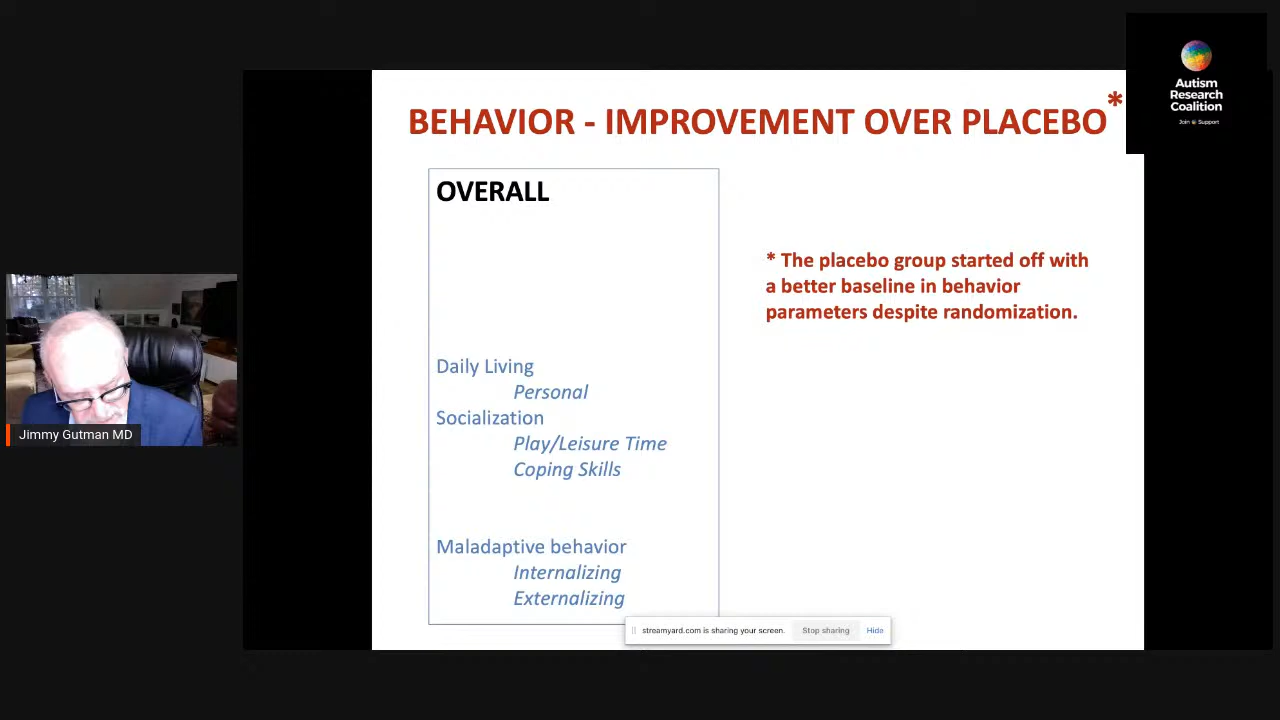 Autism
Research
Coalition
Join Support
BEHAVIOR - IMPROVEMENT OVER PLACEBO*
OVERALL
* The placebo group started off with
a better baseline in behavior
parameters despite randomization.
Daily Living
Personal
Socialization
Play/Leisure Time
Coping Skills
Maladaptive behavior
Internalizing
Externalizing
Jimmy Gutman MD
streamyard.com is sharing your screen.
Stop sharing
Hide